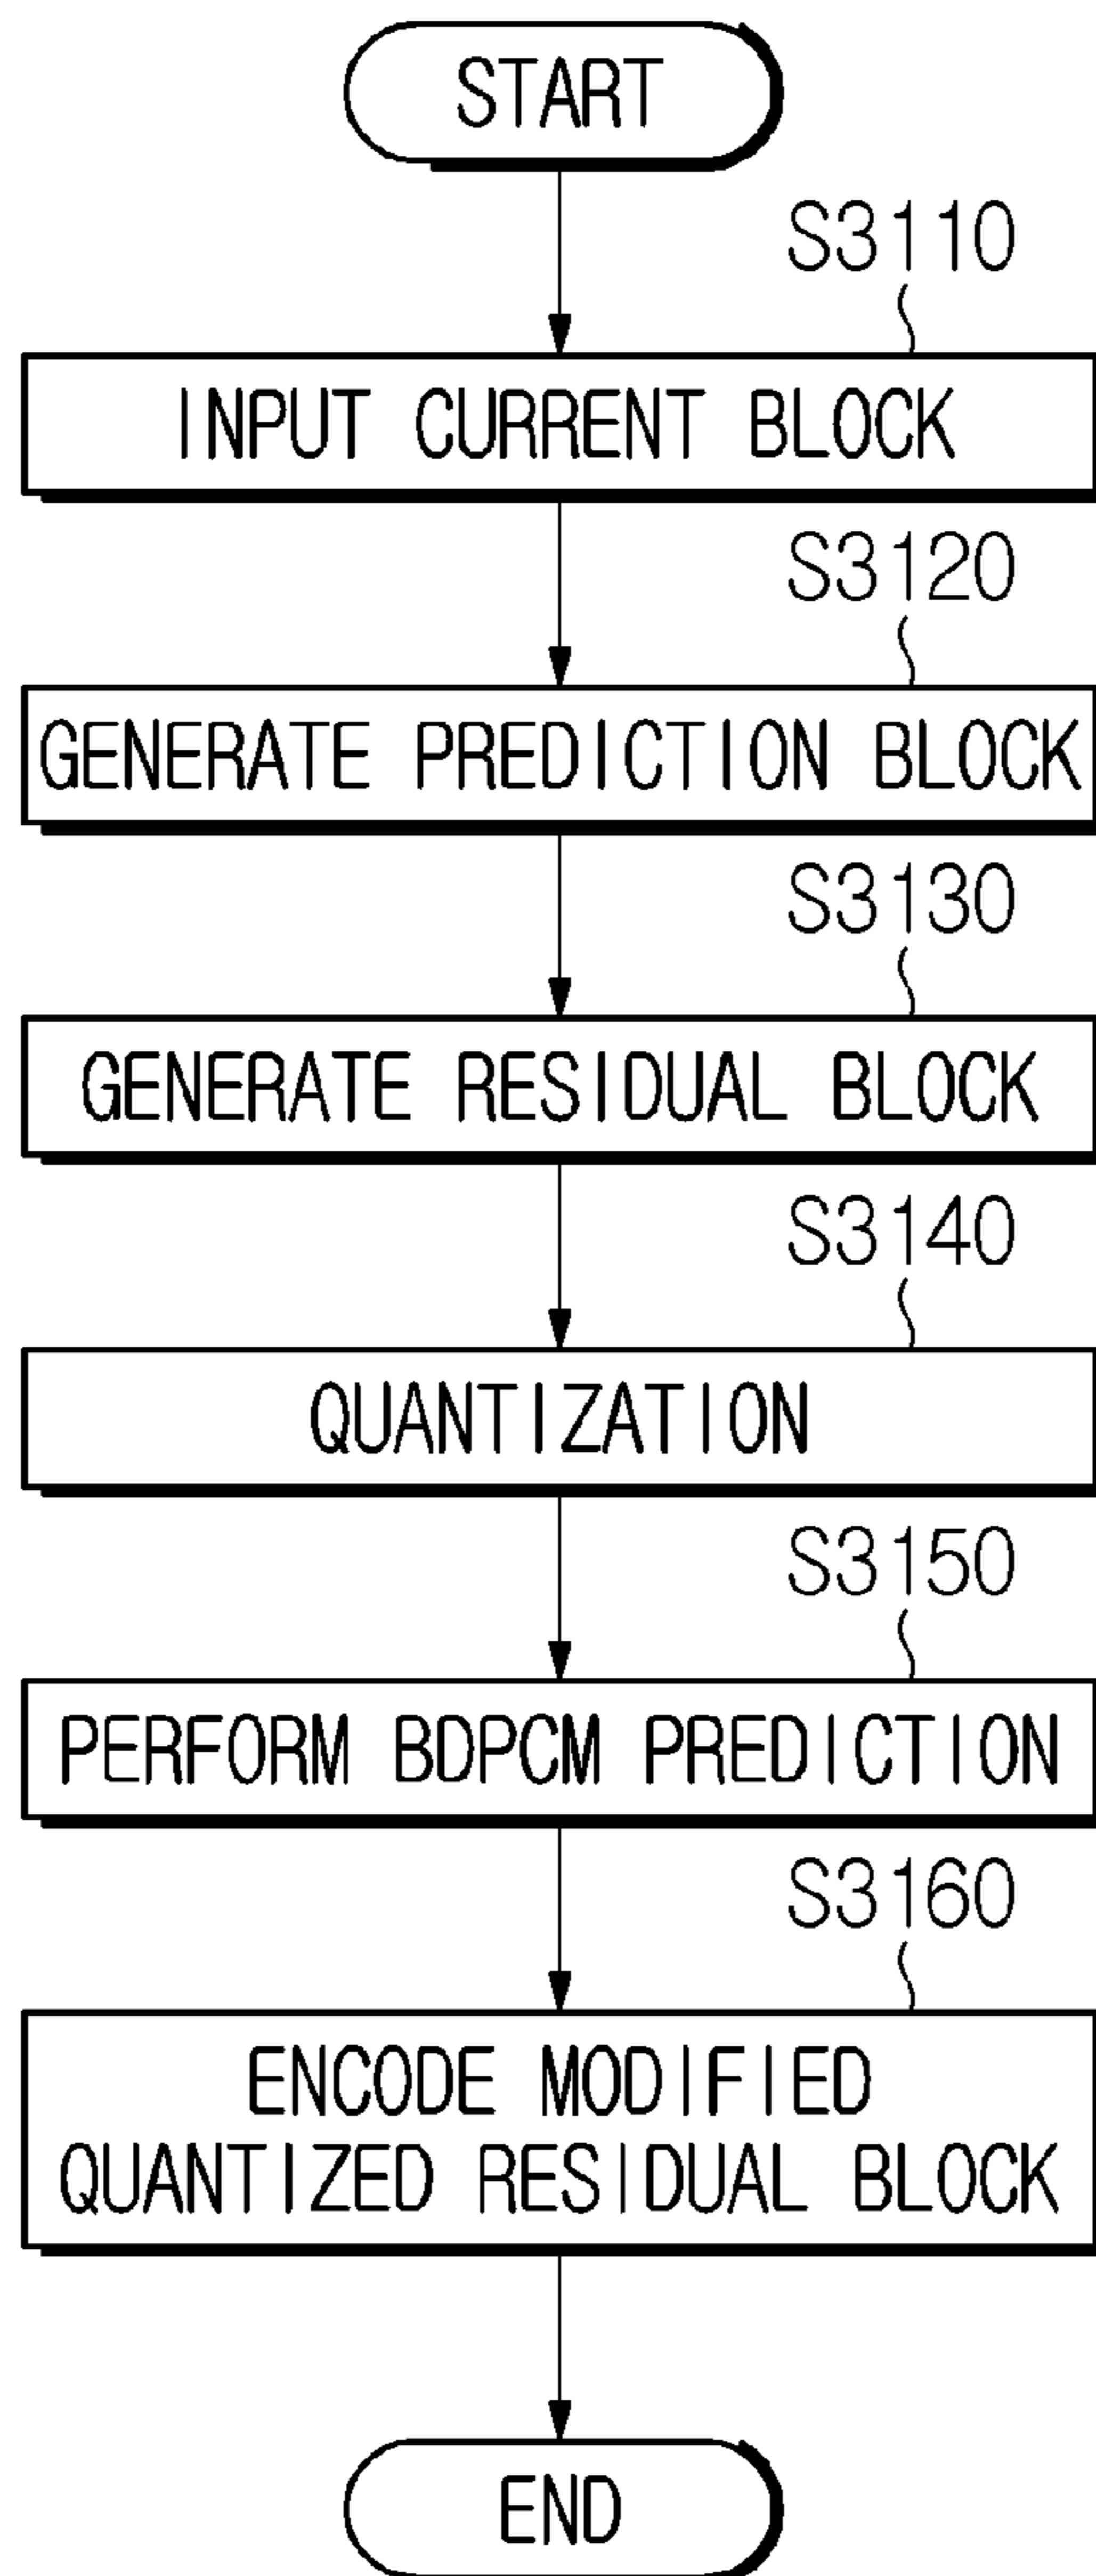 START
S3110
INPUT CURRENT BLOCK
S3120
GENERATE PREDICTION BLOCK
S3130
GENERATE RESIDUAL BLOCK
S3140
QUANTIZATION
S3150
PERFORM BDPCM PREDICTION
S3160
ENCODE MODIFIED
QUANTIZED RESIDUAL BLOCK
END